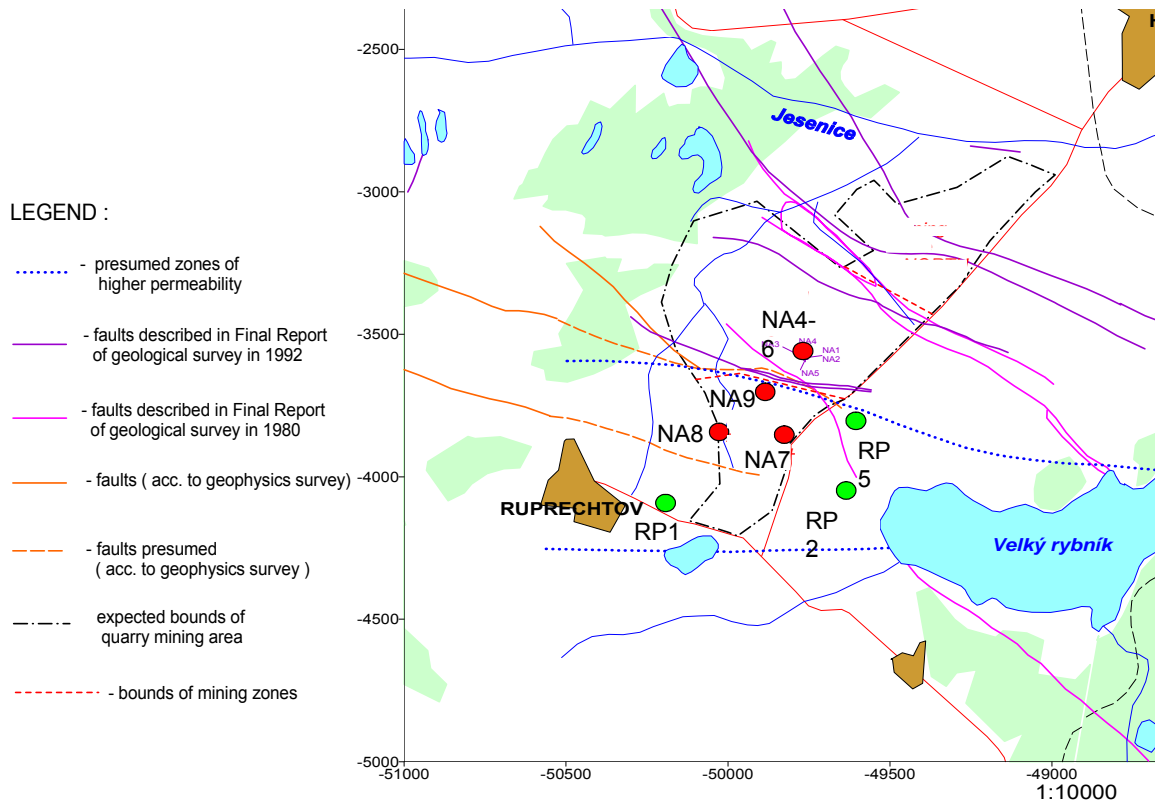 LEGEND :
- presumed zones of
higher permeability
- faults described in Final Report
of geological survey in 1992
- faults described in Final Report
of geological survey in 1980
- faults ( acc. to geophysics survey)
- faults presumed
( acc. to geophysics survey )
expected bounds of
quarry mining area
- bounds of mining zones
-2500
-3000
-3500
-4000
-4500
-5000
-51000
-50500
-50000
-49500
-49000
1:10000
Jesenice
NA4-
6
NA3
NA4
NA1
NA2
NA5
NA9
NA8
NA7
RP
5
RP
2
RUPRECHTOV
RP1
Velký rybník